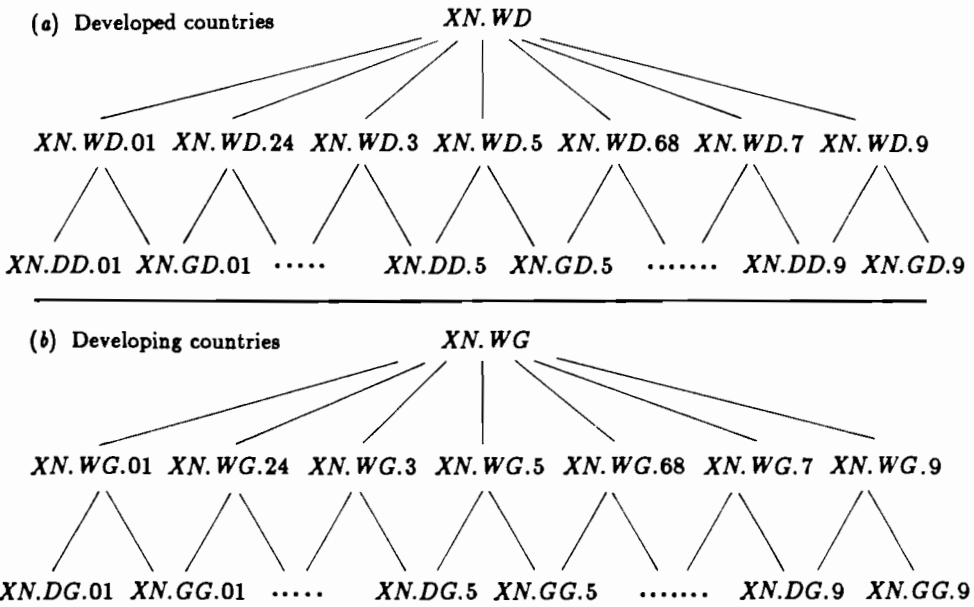 (a) Developed countries XN.WD
XN.WD.01 XN.WD.24 XN.WD.3 XN.WD.5 XN.WD.68 XN.WD.7 XN.WD.9
XN.DD.01 XN.GD.01 ..... XN.DD.5 XN.GD.5 ....... XN.DD.9 XN.GD.9
(b) Developing countries XN.WG
XN.WG.01 XN.WG.24 XN.WG.3 XN.WG.5 XN.WG.68 XN.WG.7 XN.WG.9
XN.DG.01 XN.GG.01 ..... XN.DG.5 XN.GG.5 ....... XN.DG.9 XN.GG.9